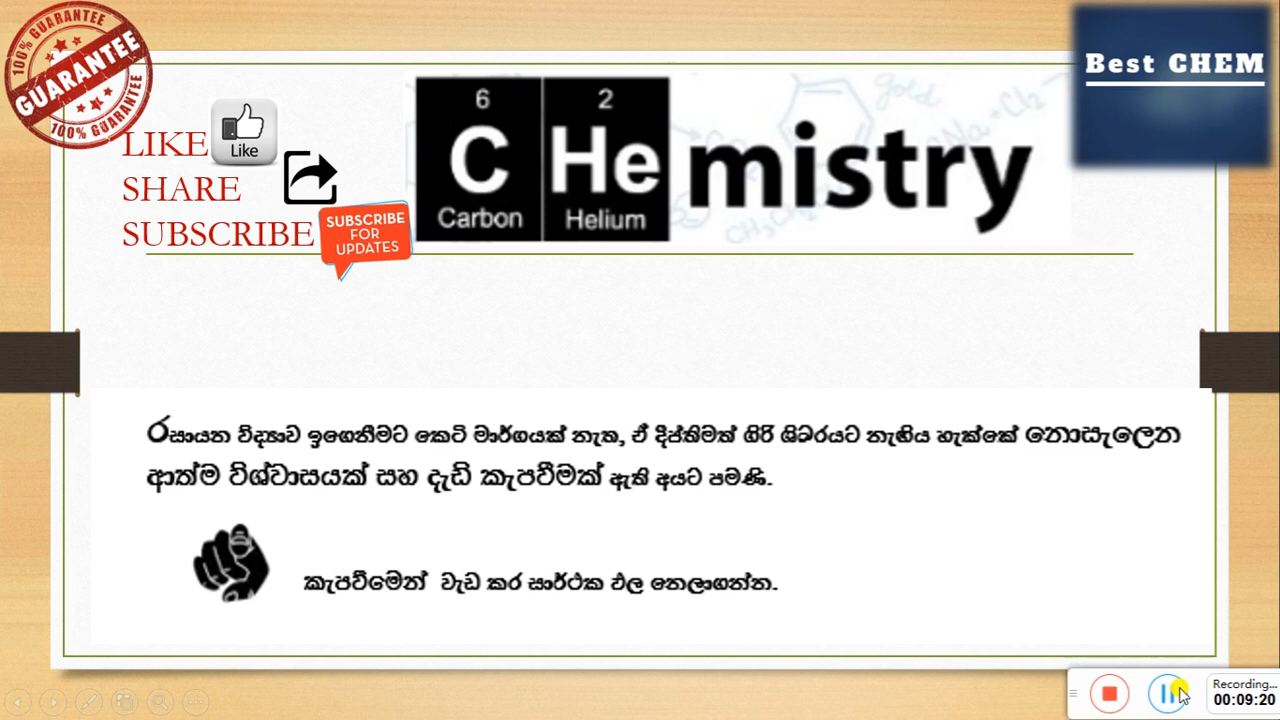 100% GUARANTEE
GUARANTEE
100% GUARANTEE
Best CHEM
LIKE
Like
SHARE
SUBSCRIBE
SUBSCRIBE
FOR
UPDATES
6
C
Carbon
2
He
Helium
mistry
gold
රසායන විද්‍යාව ඉගෙනීමට කෙටි මාර්ගයක් නැත, ඒ දීප්තිමත් ගිරි ශිඛරයට නැඟිය හැක්කේ නොසැලෙන
ආත්ම විශ්වාසයක් සහ දැඩි කැපවීමක් ඇති අයට පමණි.
කැපවීමෙන් වැඩ කර සාර්ථක ඵල නෙලාගන්න.
Recording...
00:09:20